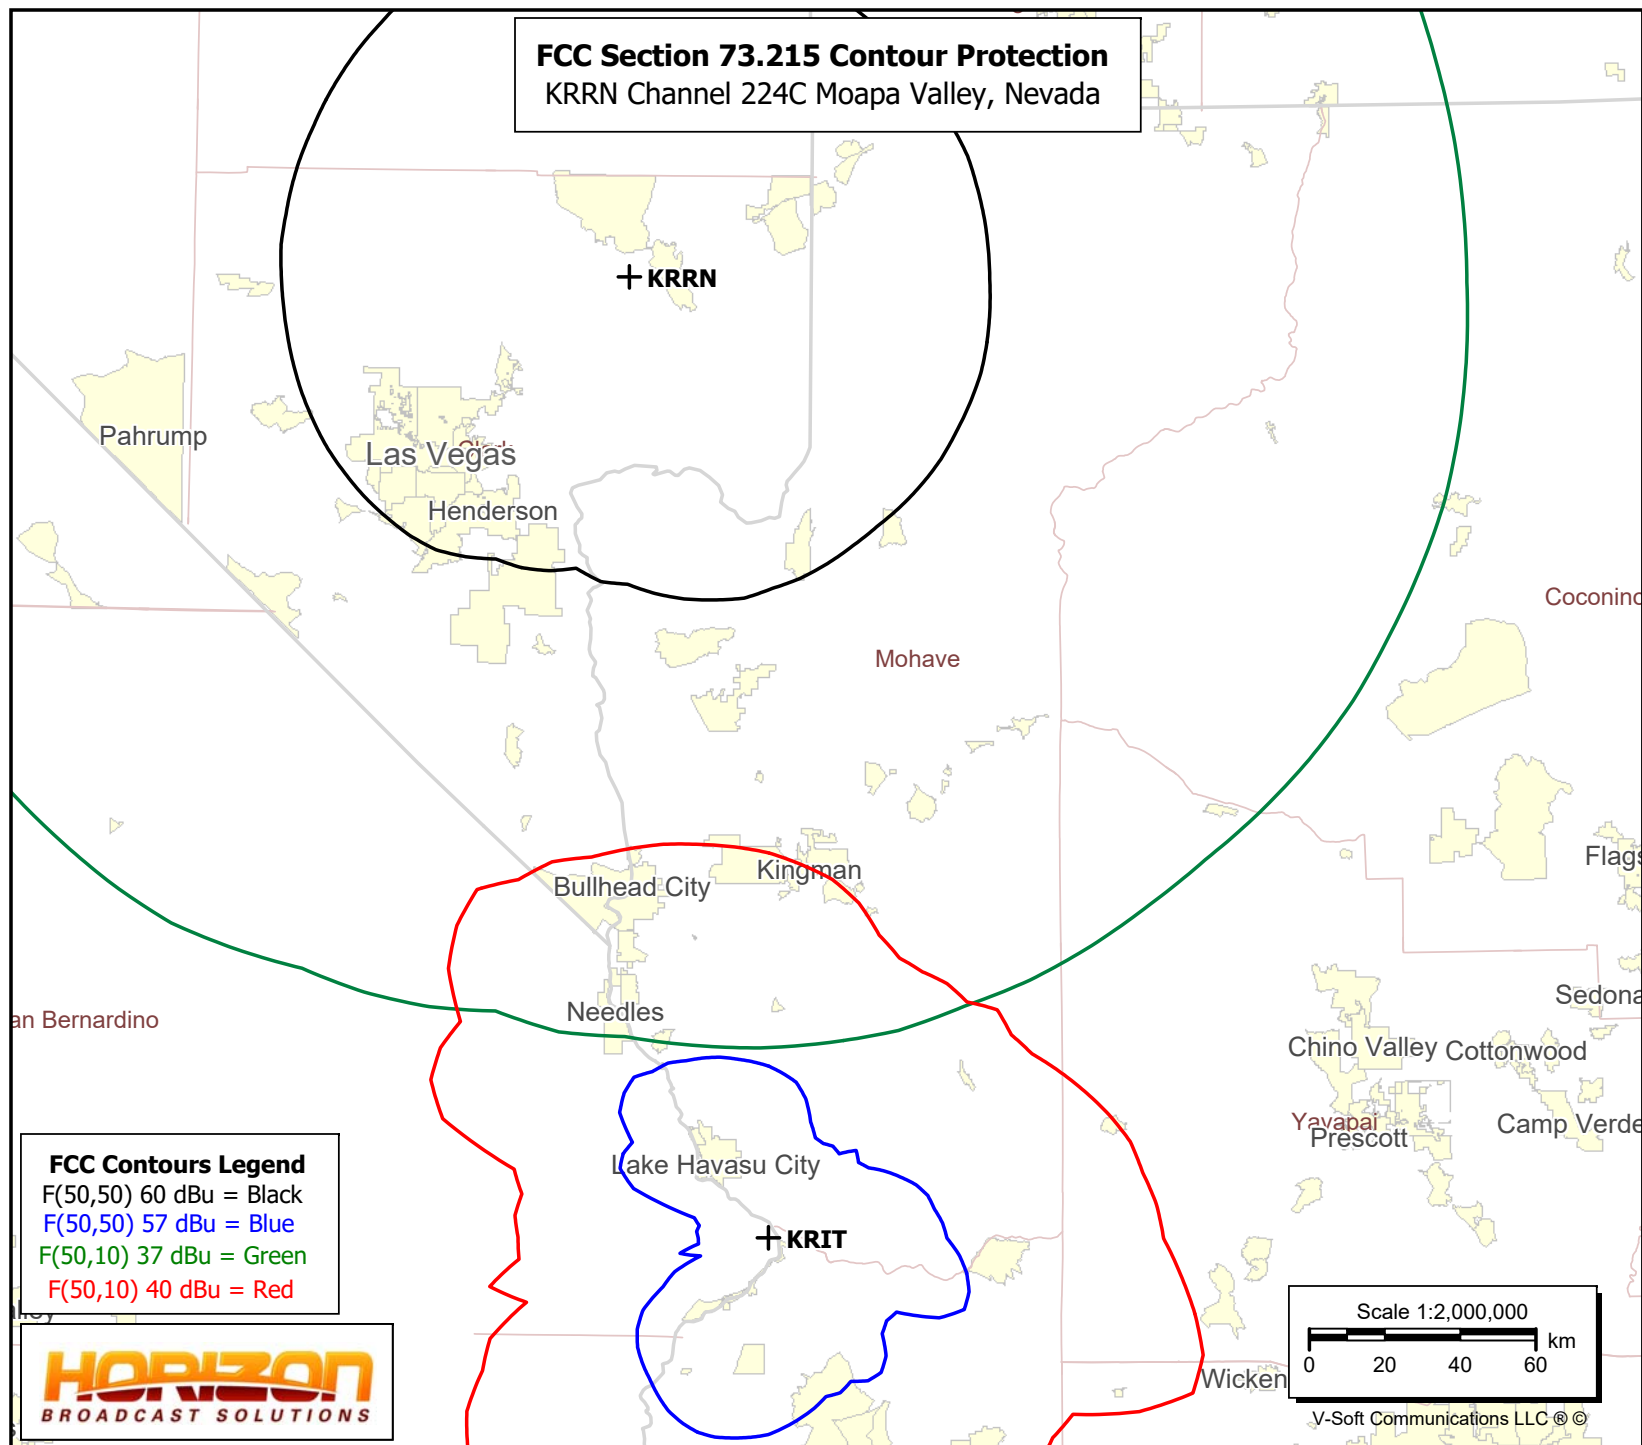 FCC Section 73.215 Contour Protection
KRRN Channel 224C Moapa Valley, Nevada
KRRN
Pahrump
Las Vegas
Henderson
Coconino
Mohave
Kingman
Bullhead City
Flags
Needles
Sedona
an Bernardino
Chino Valley
Cottonwood
Yavapai
Prescott
Camp Verde
Lake Havasu City
KRIT
FCC Contours Legend
F(50,50) 60 dBu = Black
F(50,50) 57 dBu = Blue
F(50,10) 37 dBu = Green
F(50,10) 40 dBu = Red
Scale 1:2,000,000
km
0 20 40 60
Wicken
HORIZON
BROADCAST SOLUTIONS
V-Soft Communications LLC ® ©